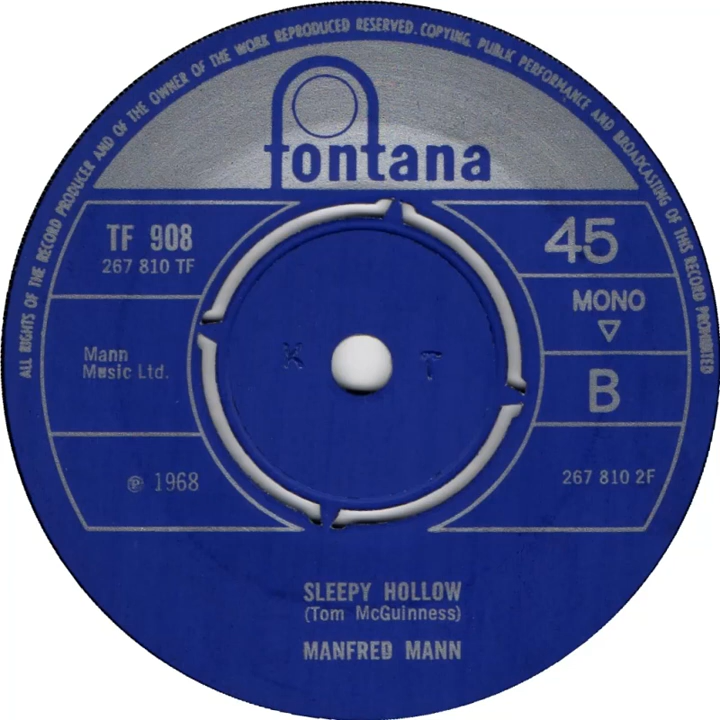 ALL RIGHTS OF THE RECORD PRODUCER AND OF THE OWNER OF THE WORK REPRODUCED RESERVED. COPYING, PUBLIC PERFORMANCE AND BROADCASTING OF THIS RECORD PROHIBITED
fontana
TF 908
267 810 TF
45
MONO
Mann
Music Ltd.
K T
B
℗ 1968
267 810 2F
SLEEPY HOLLOW
(Tom McGuinness)
MANFRED MANN